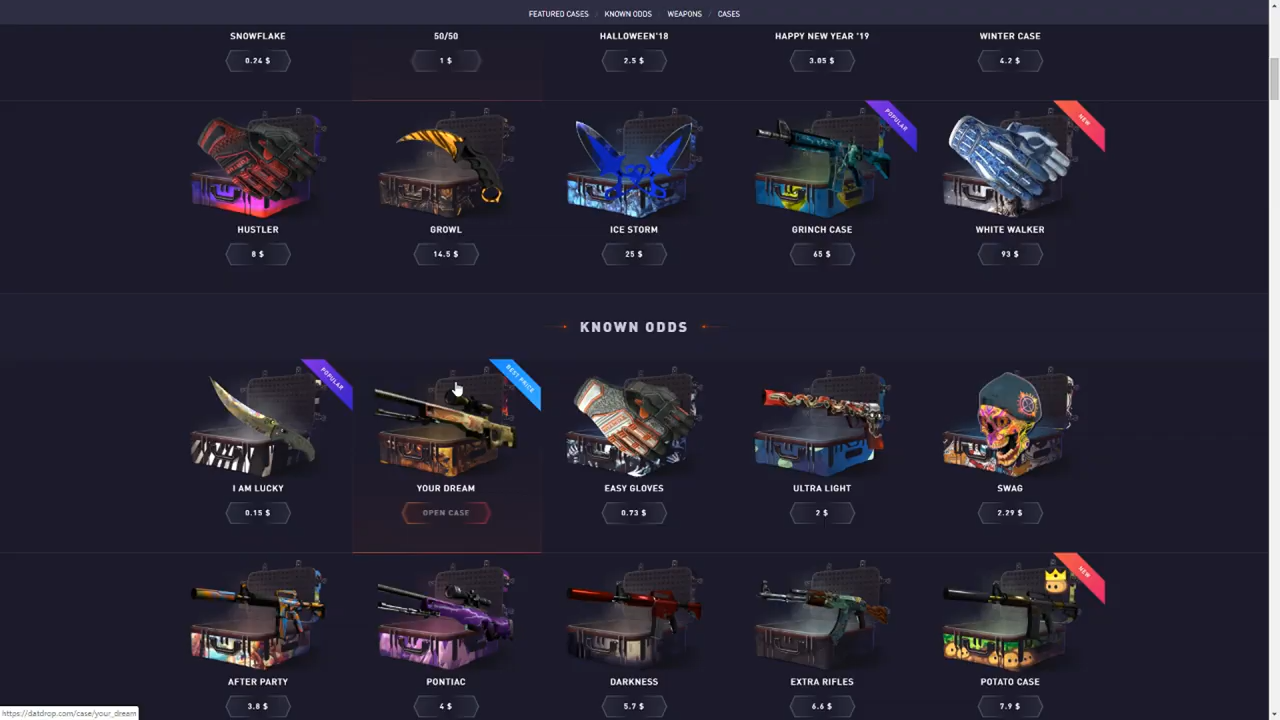 FEATURED CASES / KNOWN ODDS / WEAPONS / CASES
SNOWFLAKE 50/50 HALLOWEEN'18 HAPPY NEW YEAR '19 WINTER CASE
0.24 $ 1 $ 2.5 $ 3.05 $ 4.2 $
POPULAR NEW
HUSTLER GROWL ICE STORM GRINCH CASE WHITE WALKER
8 $ 14.5 $ 25 $ 65 $ 93 $
KNOWN ODDS
POPULAR BEST PRICE
I AM LUCKY YOUR DREAM EASY GLOVES ULTRA LIGHT SWAG
0.15 $ OPEN CASE 0.73 $ 2 $ 2.29 $
NEW
AFTER PARTY PONTIAC DARKNESS EXTRA RIFLES POTATO CASE
3.8 $ 4 $ 5.7 $ 6.6 $ 7.9 $
https://datdrop.com/case/your_dream